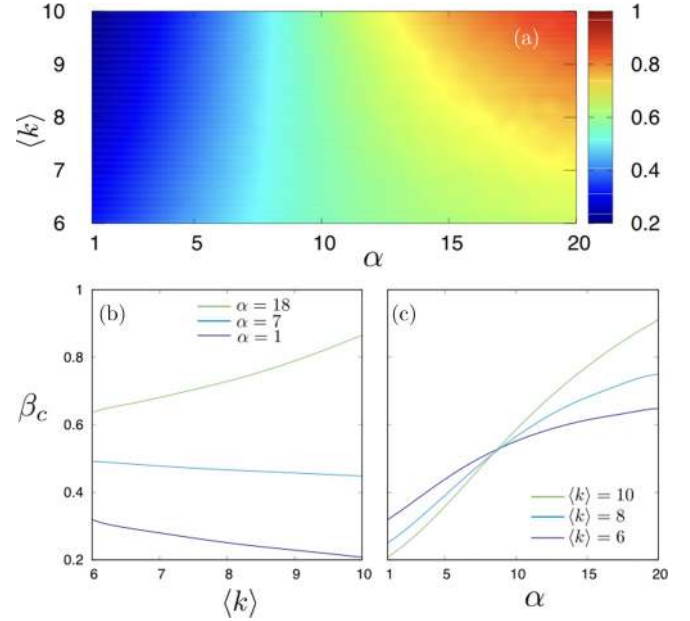 10
9
8
7
6
⟨k⟩
(a)
1 5 10 15 20
α
1
0.8
0.6
0.4
0.2
(b)
α = 18
α = 7
α = 1
1
0.8
0.6
0.4
0.2
β_c
6 7 8 9 10
⟨k⟩
(c)
⟨k⟩ = 10
⟨k⟩ = 8
⟨k⟩ = 6
1 5 10 15 20
α